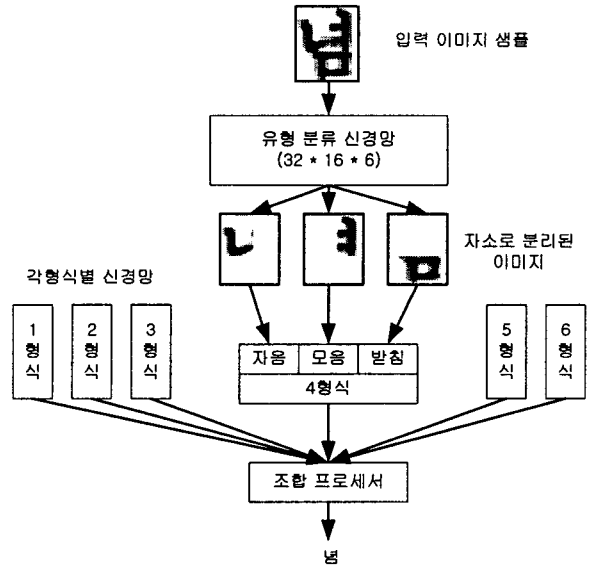 념
입력 이미지 샘플
유형 분류 신경망
(32 * 16 * 6)
ㄴ
ㅕ
ㅁ
자소로 분리된
이미지
각형식별 신경망
1
형
식
2
형
식
3
형
식
자음 모음 받침
4형식
5
형
식
6
형
식
조합 프로세서
념